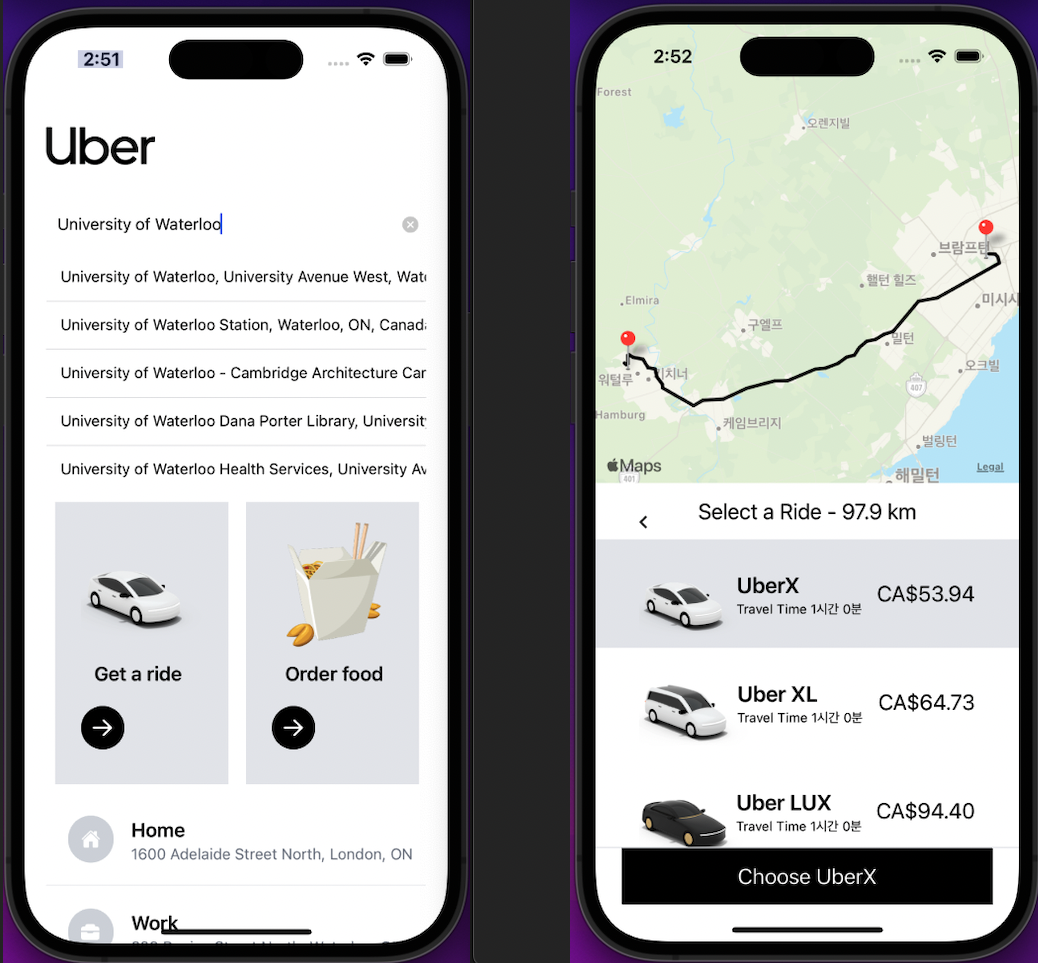 2:51
Uber
University of Waterloo
University of Waterloo, University Avenue West, Wat
University of Waterloo Station, Waterloo, ON, Canad
University of Waterloo - Cambridge Architecture Ca
University of Waterloo Dana Porter Library, Universit
University of Waterloo Health Services, University Av
Get a ride
Order food
Home
1600 Adelaide Street North, London, ON
Work
2:52
Forest
오렌지빌
브람프턴
핼턴 힐즈
미시사
Elmira
구엘프
밀턴
오크빌
워털루
키치너
407
Hamburg
케임브리지
벌링턴
해밀턴
Maps
401
Legal
Select a Ride - 97.9 km
UberX
Travel Time 1시간 0분
CA$53.94
Uber XL
Travel Time 1시간 0분
CA$64.73
Uber LUX
Travel Time 1시간 0분
CA$94.40
Choose UberX